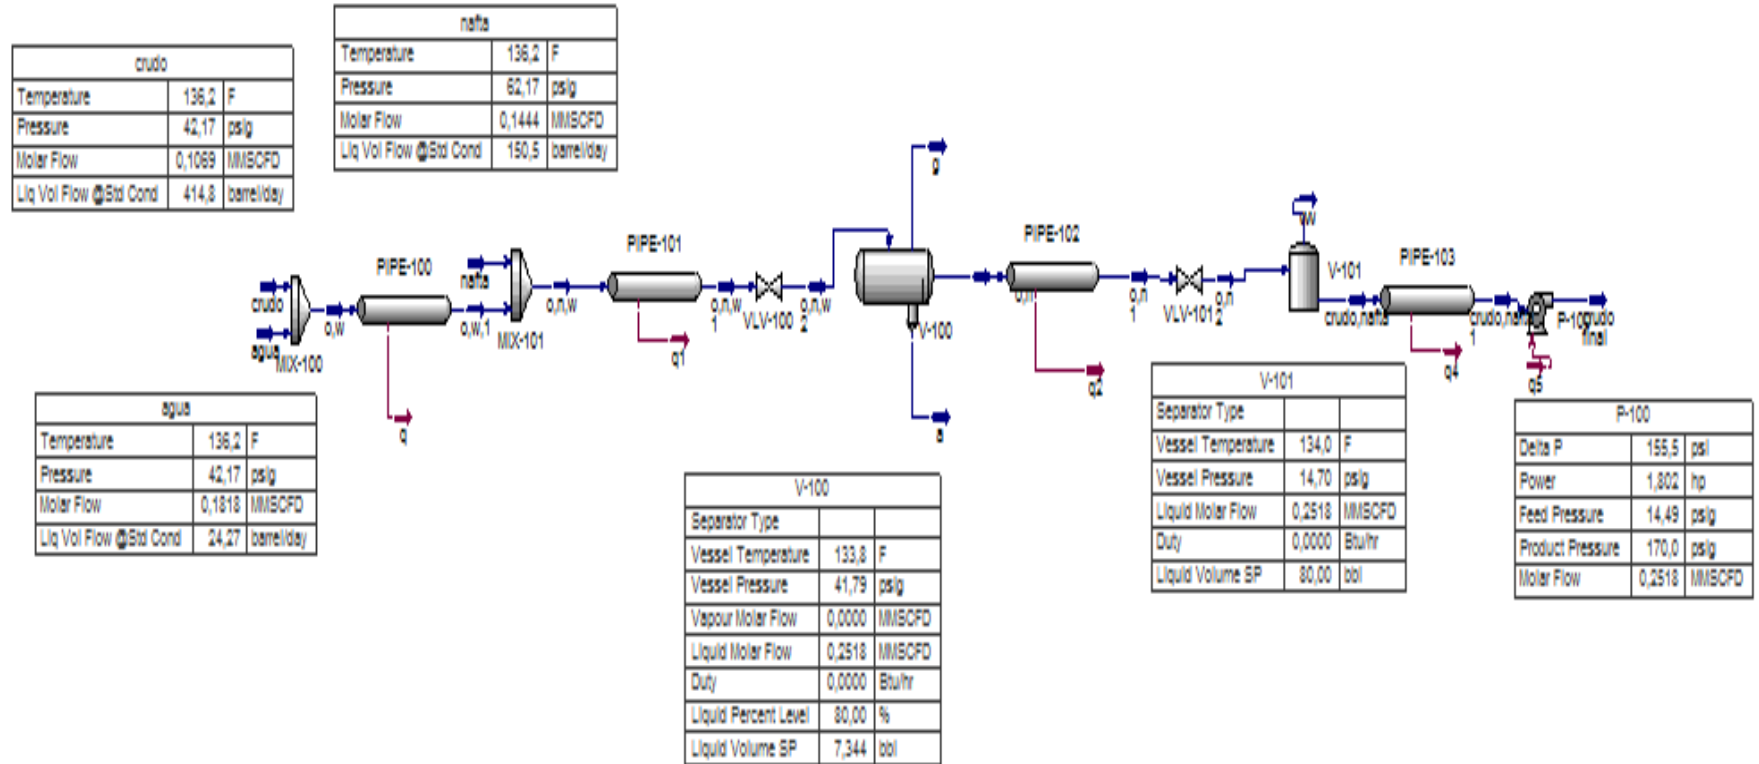 nafta
Temperature 136,2 F
Pressure 62,17 psig
Molar Flow 0,1444 MMSCFD
Liq Vol Flow @Std Cond 150,5 barrel/day
crudo
Temperature 136,2 F
Pressure 42,17 psig
Molar Flow 0,1069 MMSCFD
Liq Vol Flow @Std Cond 414,8 barrel/day
g
vw
PIPE-100
nafta
PIPE-101
PIPE-102
V-101
PIPE-103
crudo
o,w
o,w,1
o,n,w
o,n,w
1
VLV-100
o,n,w
2
V-100
o,n
o,n
1
VLV-101
o,n
2
crudo,nafta
crudo,nafta
1
P-100
crudo
final
agua
MIX-100
MIX-101
q
q1
a
q2
q4
q5
agua
Temperature 136,2 F
Pressure 42,17 psig
Molar Flow 0,1818 MMSCFD
Liq Vol Flow @Std Cond 24,27 barrel/day
V-100
Separator Type
Vessel Temperature 133,8 F
Vessel Pressure 41,79 psig
Vapour Molar Flow 0,0000 MMSCFD
Liquid Molar Flow 0,2518 MMSCFD
Duty 0,0000 Btu/hr
Liquid Percent Level 80,00 %
Liquid Volume SP 7,344 bbl
V-101
Separator Type
Vessel Temperature 134,0 F
Vessel Pressure 14,70 psig
Liquid Molar Flow 0,2518 MMSCFD
Duty 0,0000 Btu/hr
Liquid Volume SP 80,00 bbl
P-100
Delta P 155,5 psi
Power 1,802 hp
Feed Pressure 14,49 psig
Product Pressure 170,0 psig
Molar Flow 0,2518 MMSCFD